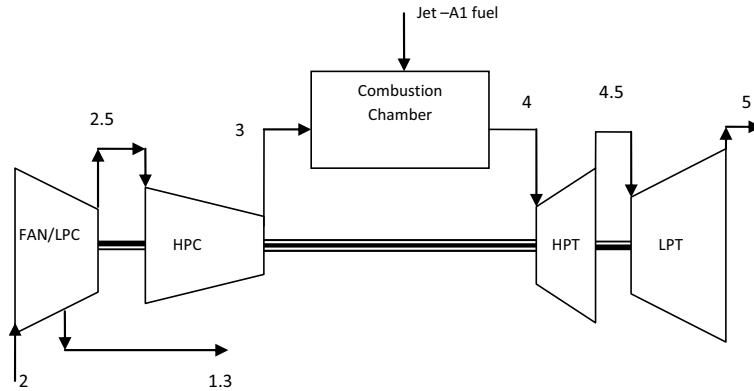 Jet –A1 fuel
Combustion
Chamber
4
4.5
5
2.5
3
FAN/LPC
HPC
HPT
LPT
2
1.3